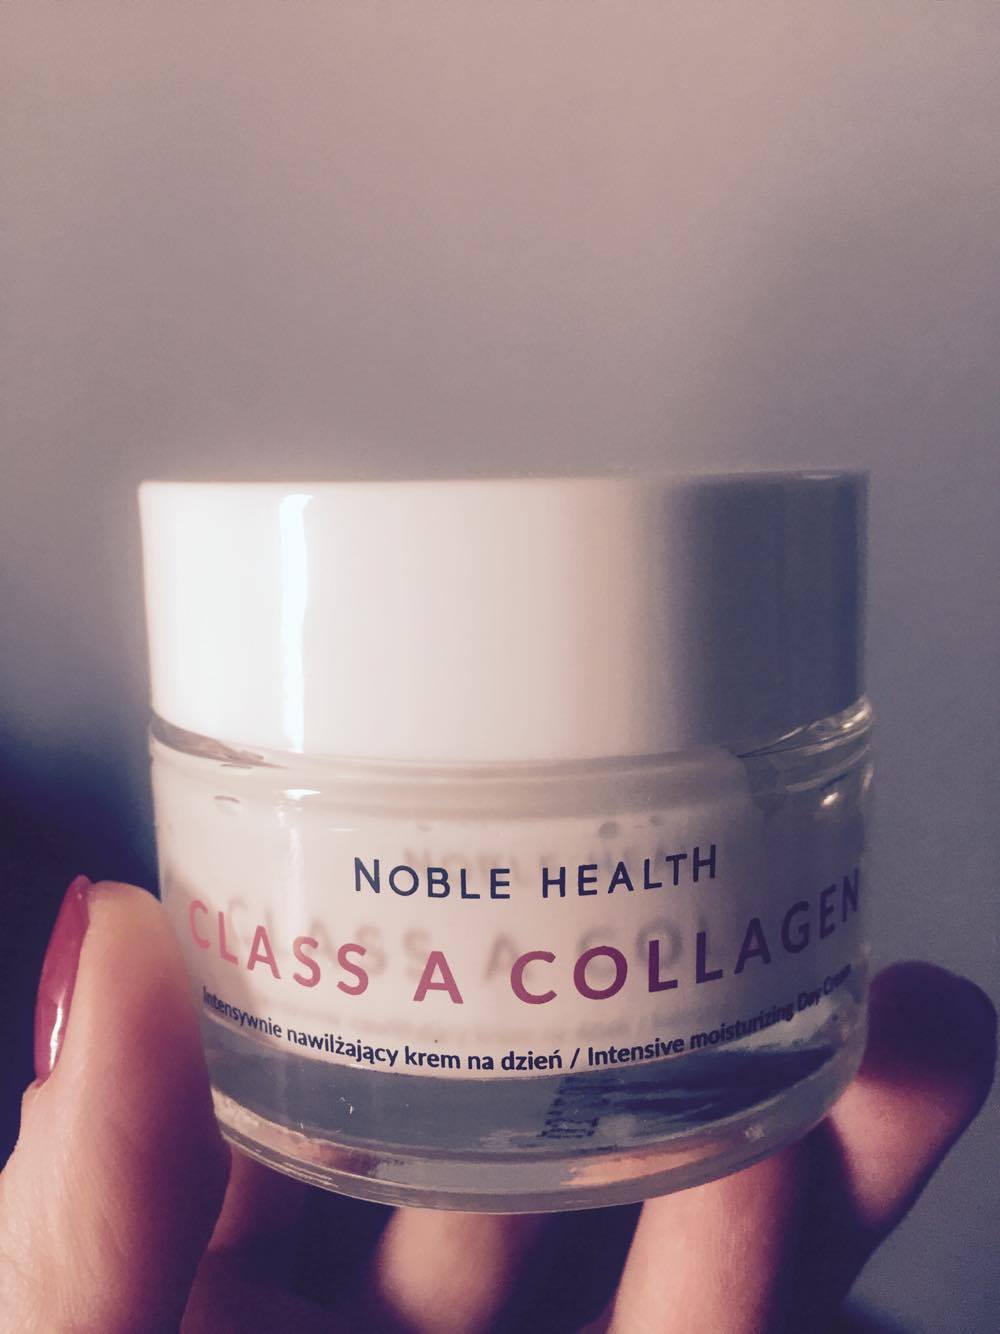 NOBLE HEALTH
CLASS A COLLAGEN
Intensywnie nawilżający krem na dzień / Intensive moisturizing Day Cream